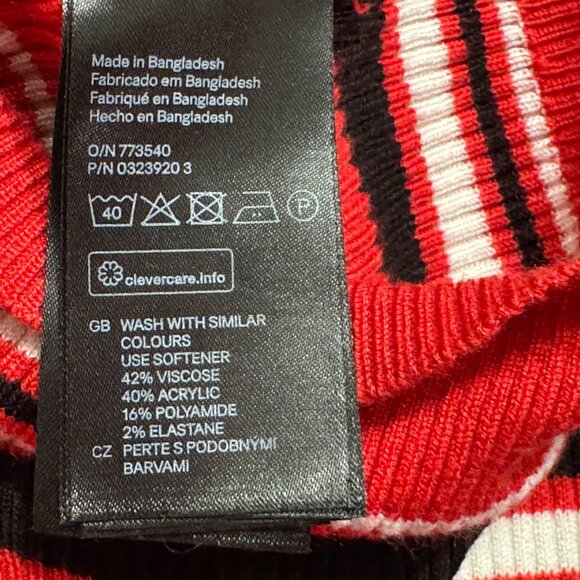 Made in Bangladesh
Fabricado em Bangladesh
Fabriqué en Bangladesh
Hecho en Bangladesh
O/N 773540
P/N 0323920 3
40 P
clevercare.info
GB WASH WITH SIMILAR
COLOURS
USE SOFTENER
42% VISCOSE
40% ACRYLIC
16% POLYAMIDE
2% ELASTANE
CZ PERTE S PODOBNÝMI
BARVAMI